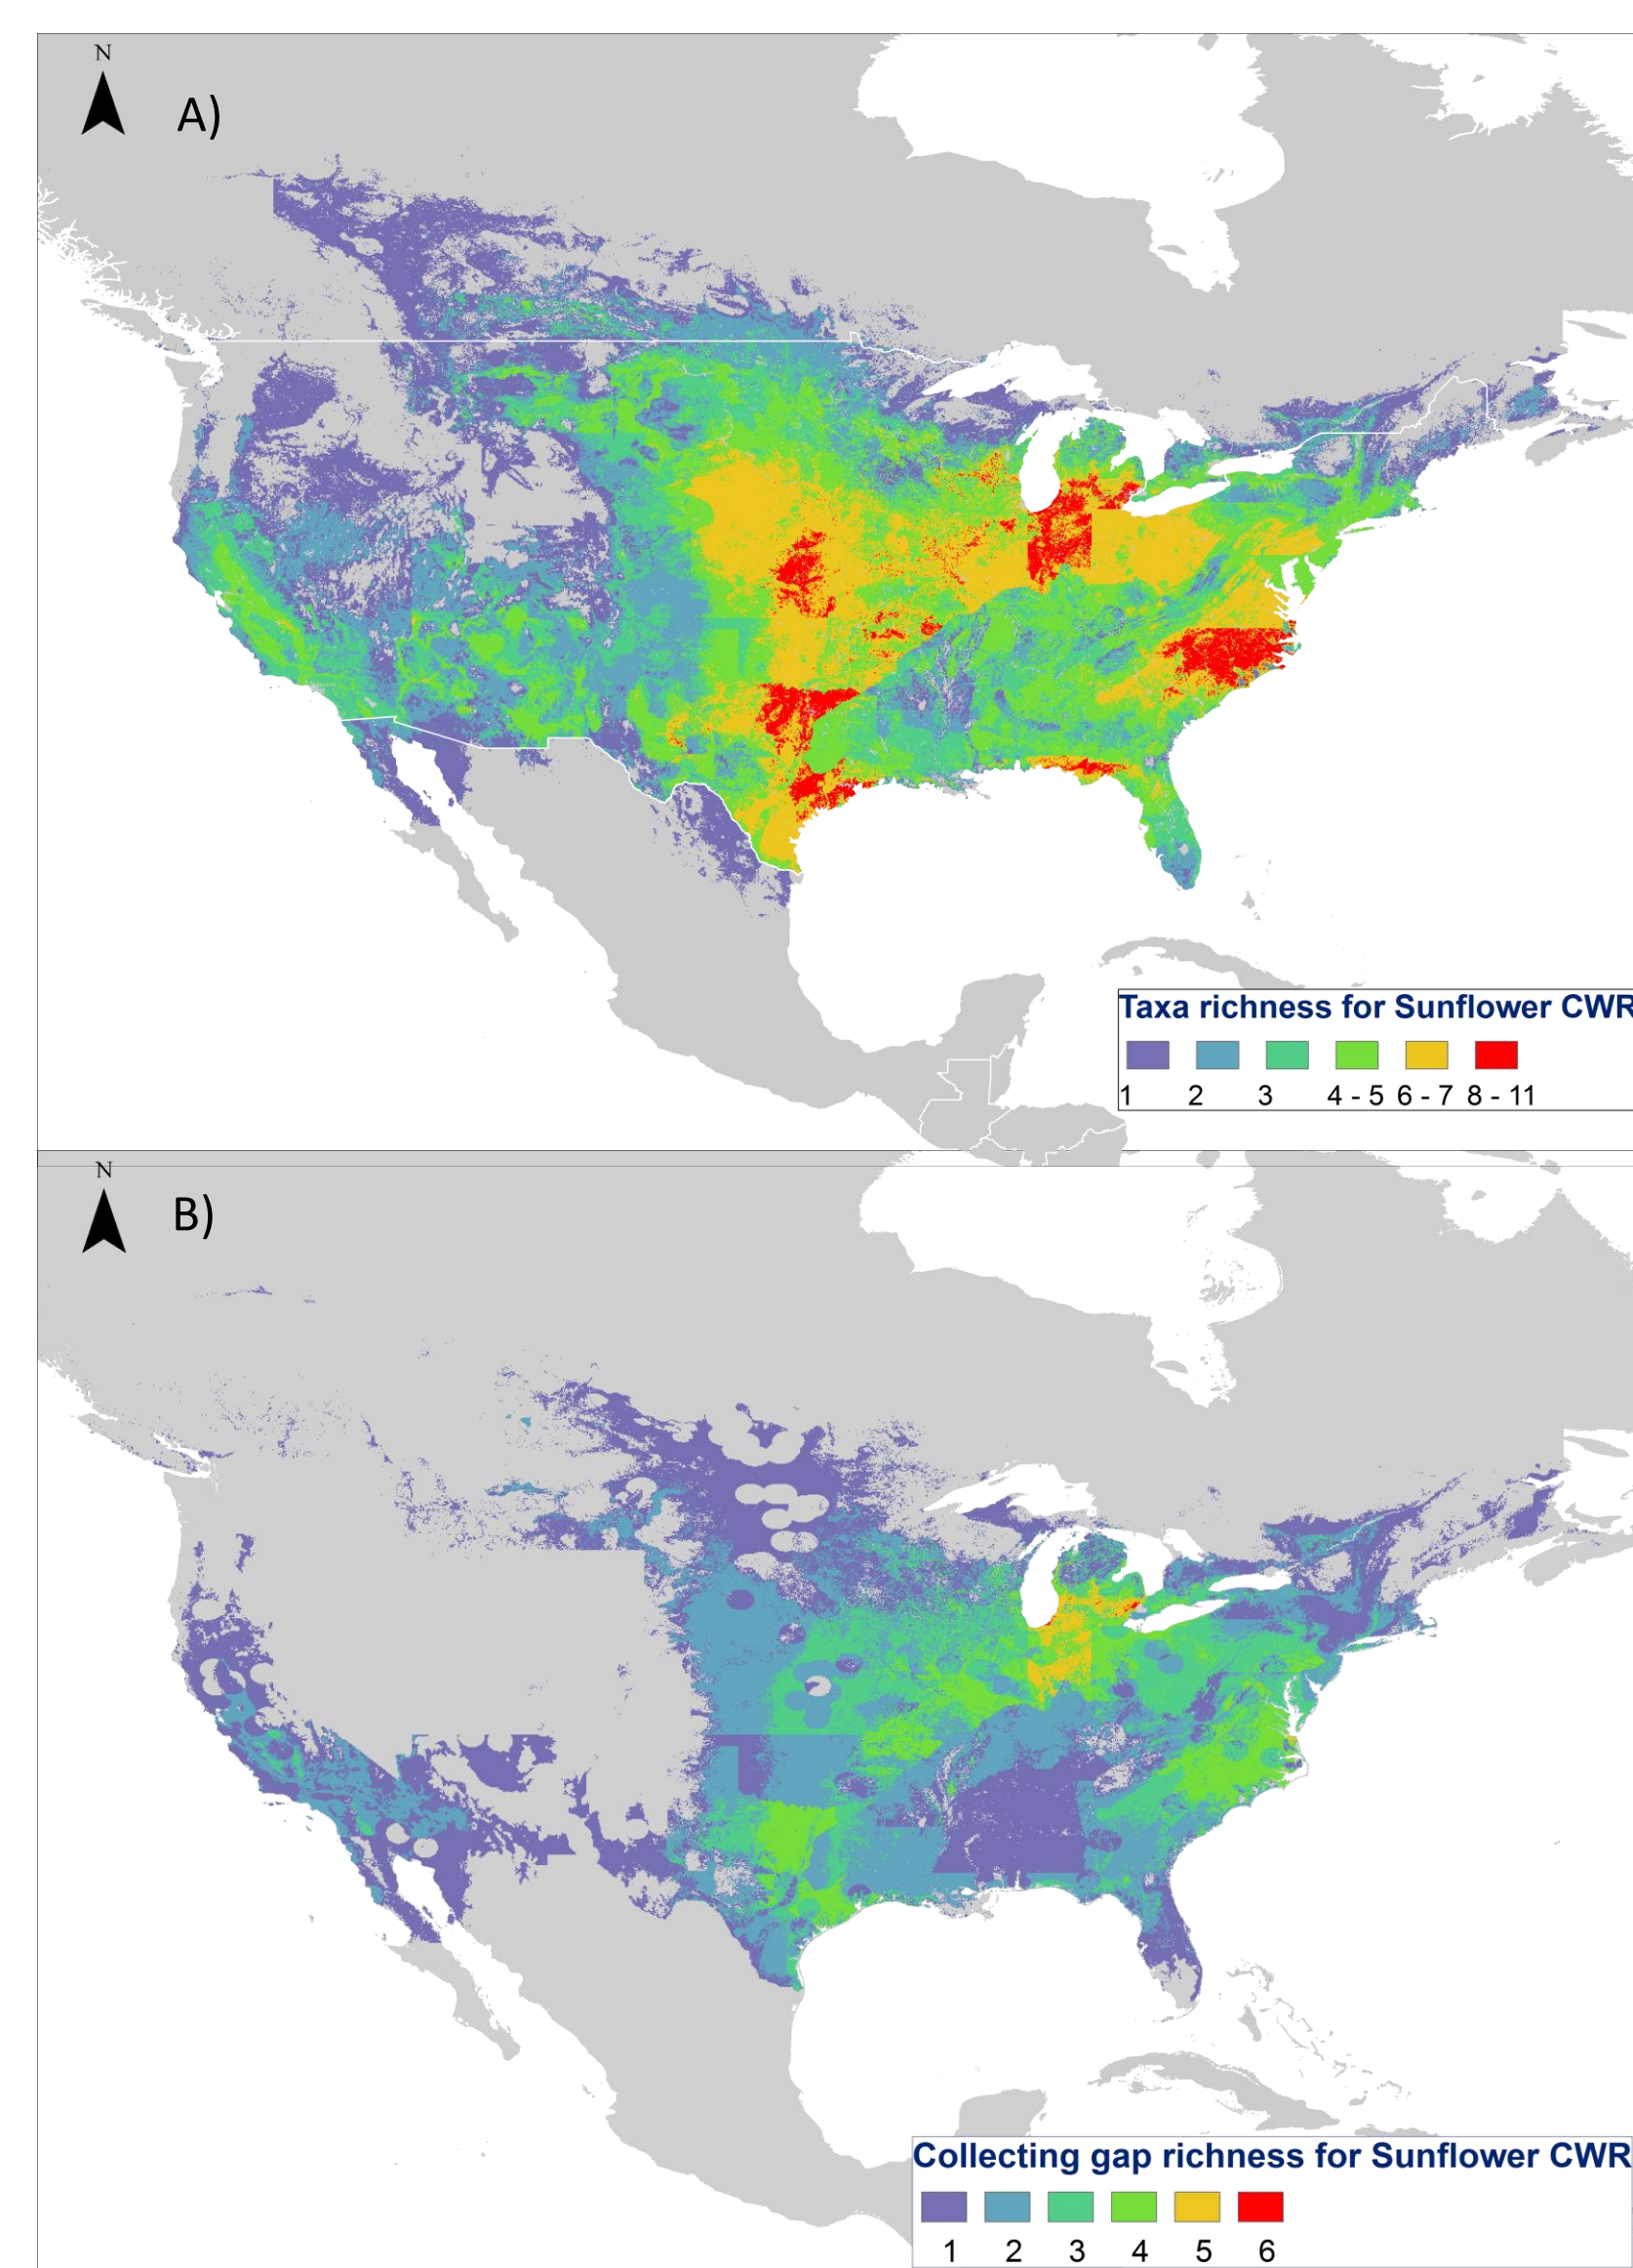 N
A)
Taxa richness for Sunflower CWR
1 2 3 4 - 5 6 - 7 8 - 11
N
B)
Collecting gap richness for Sunflower CWR
1 2 3 4 5 6